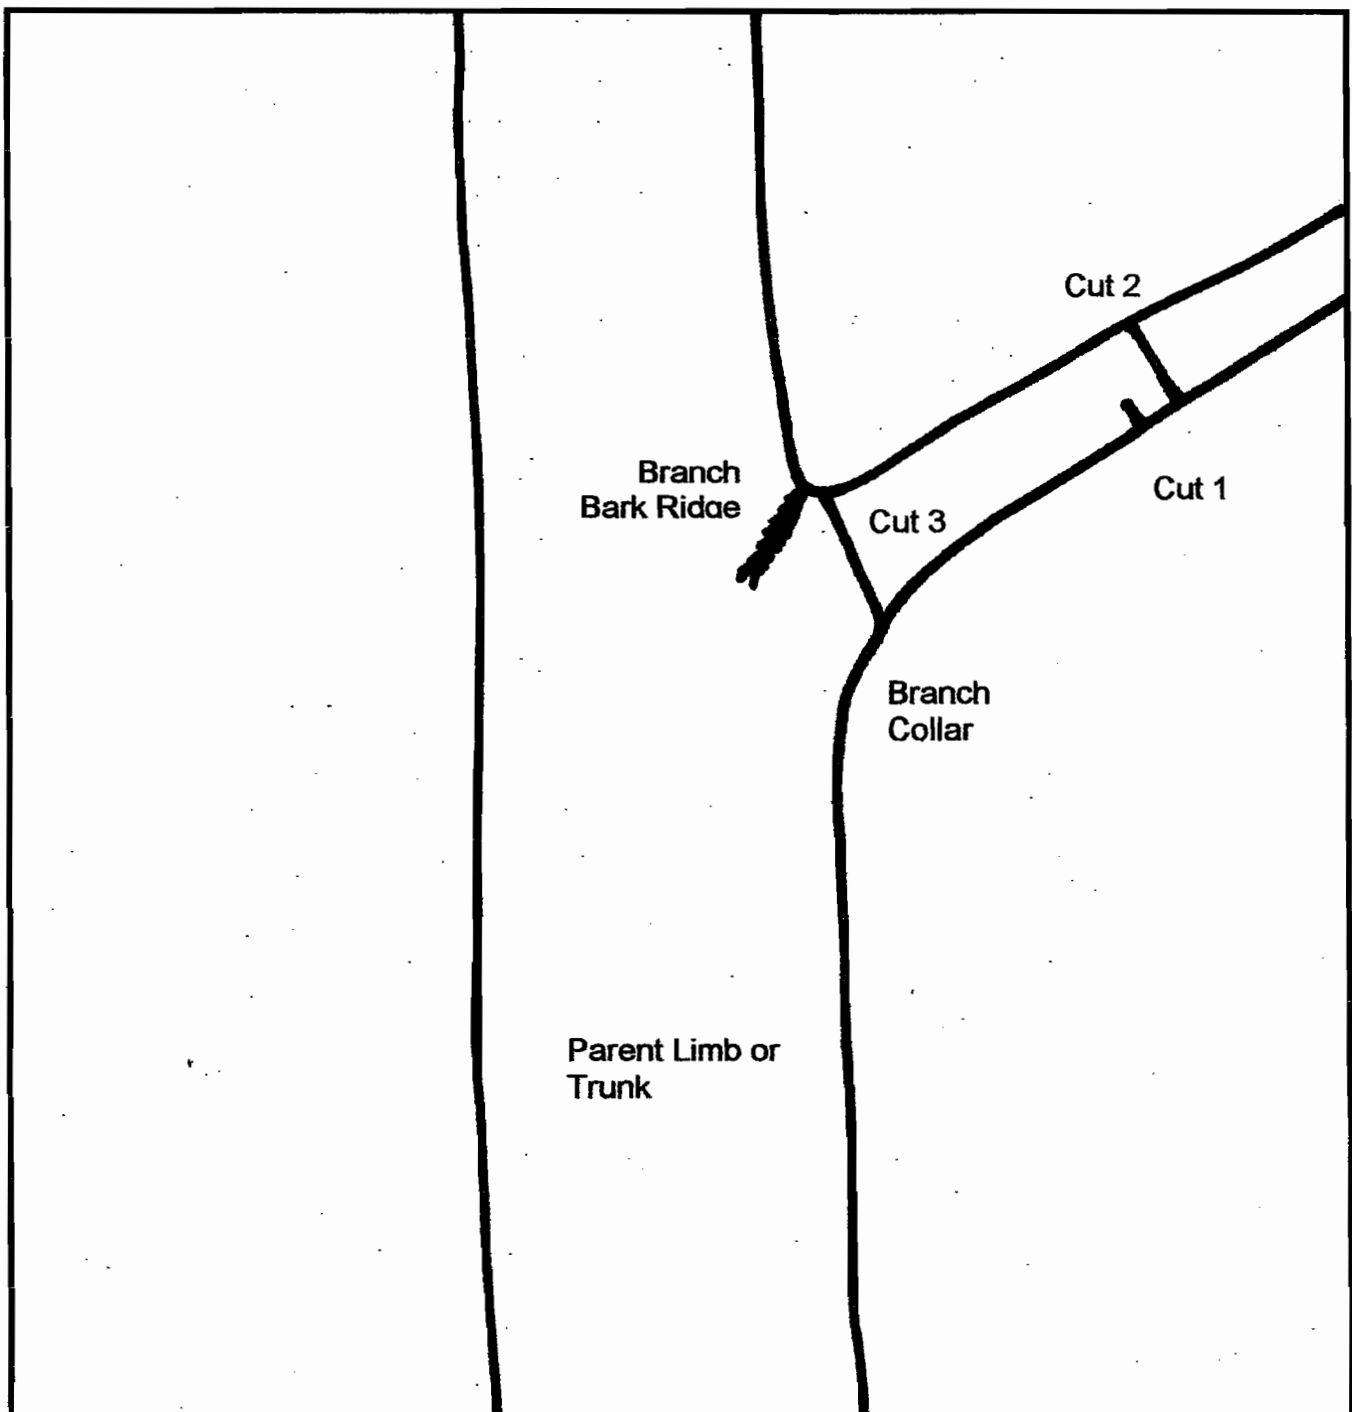 Cut 2
Branch
Bark Ridge
Cut 1
Cut 3
Branch
Collar
Parent Limb or
Trunk